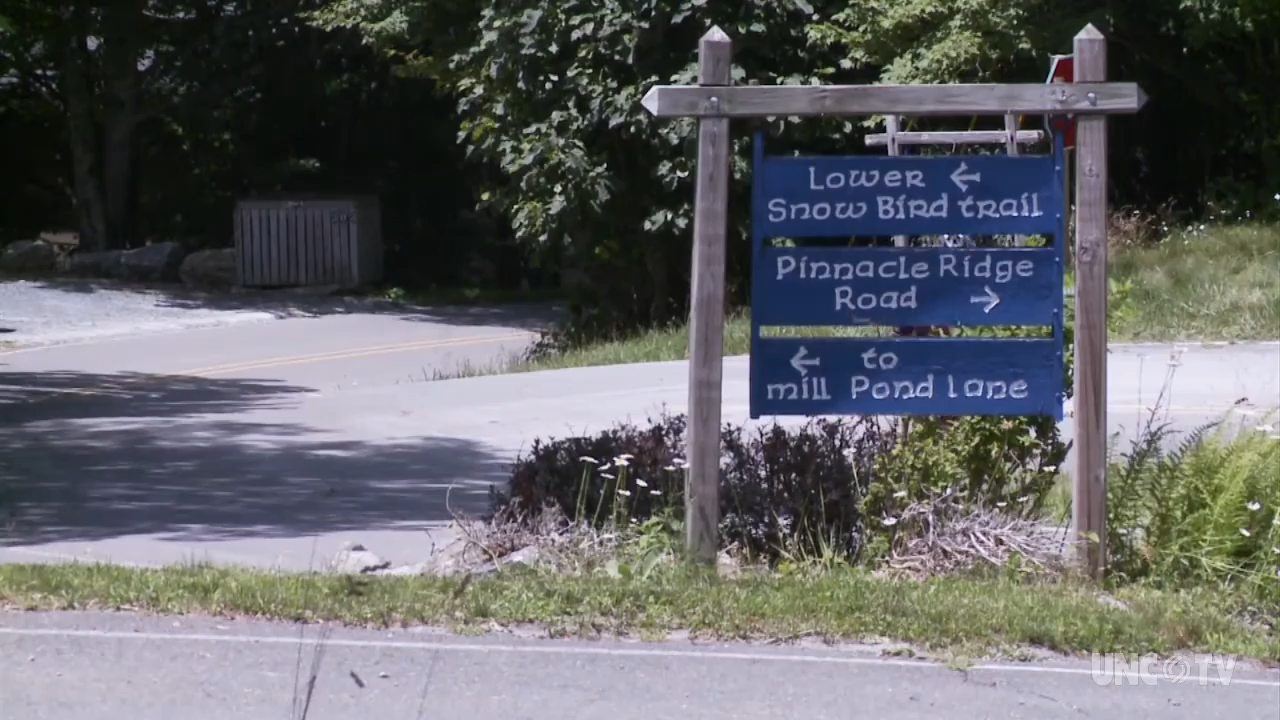 Lower ←
Snow Bird trail
Pinnacle Ridge
Road →
← to
mill Pond Lane
UNC TV